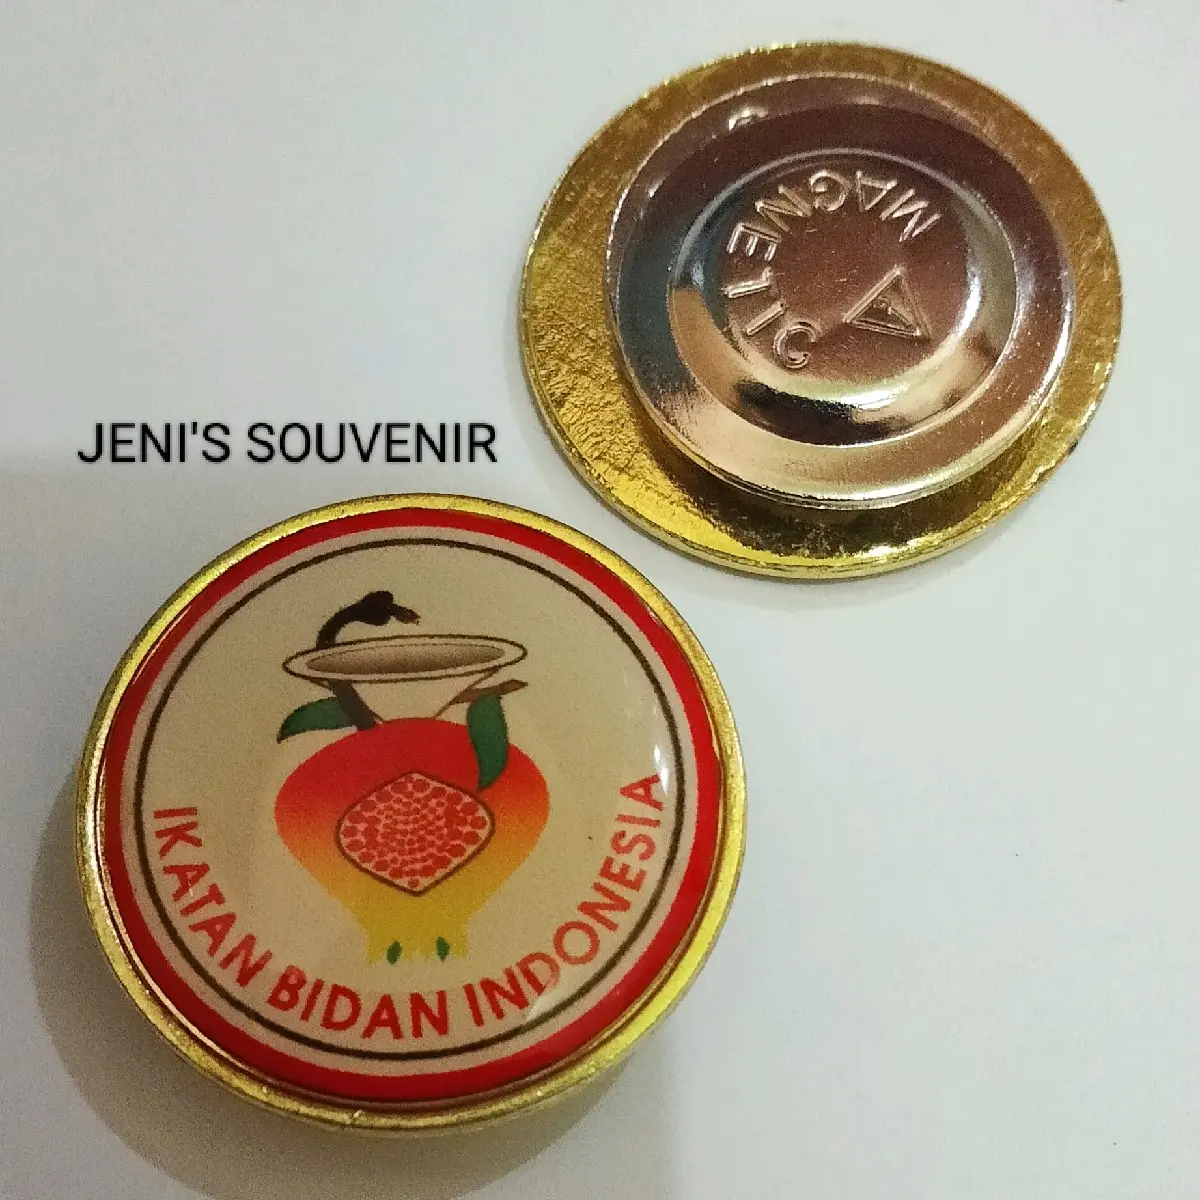 MAGNETIC
JENI'S SOUVENIR
IKATAN BIDAN INDONESIA